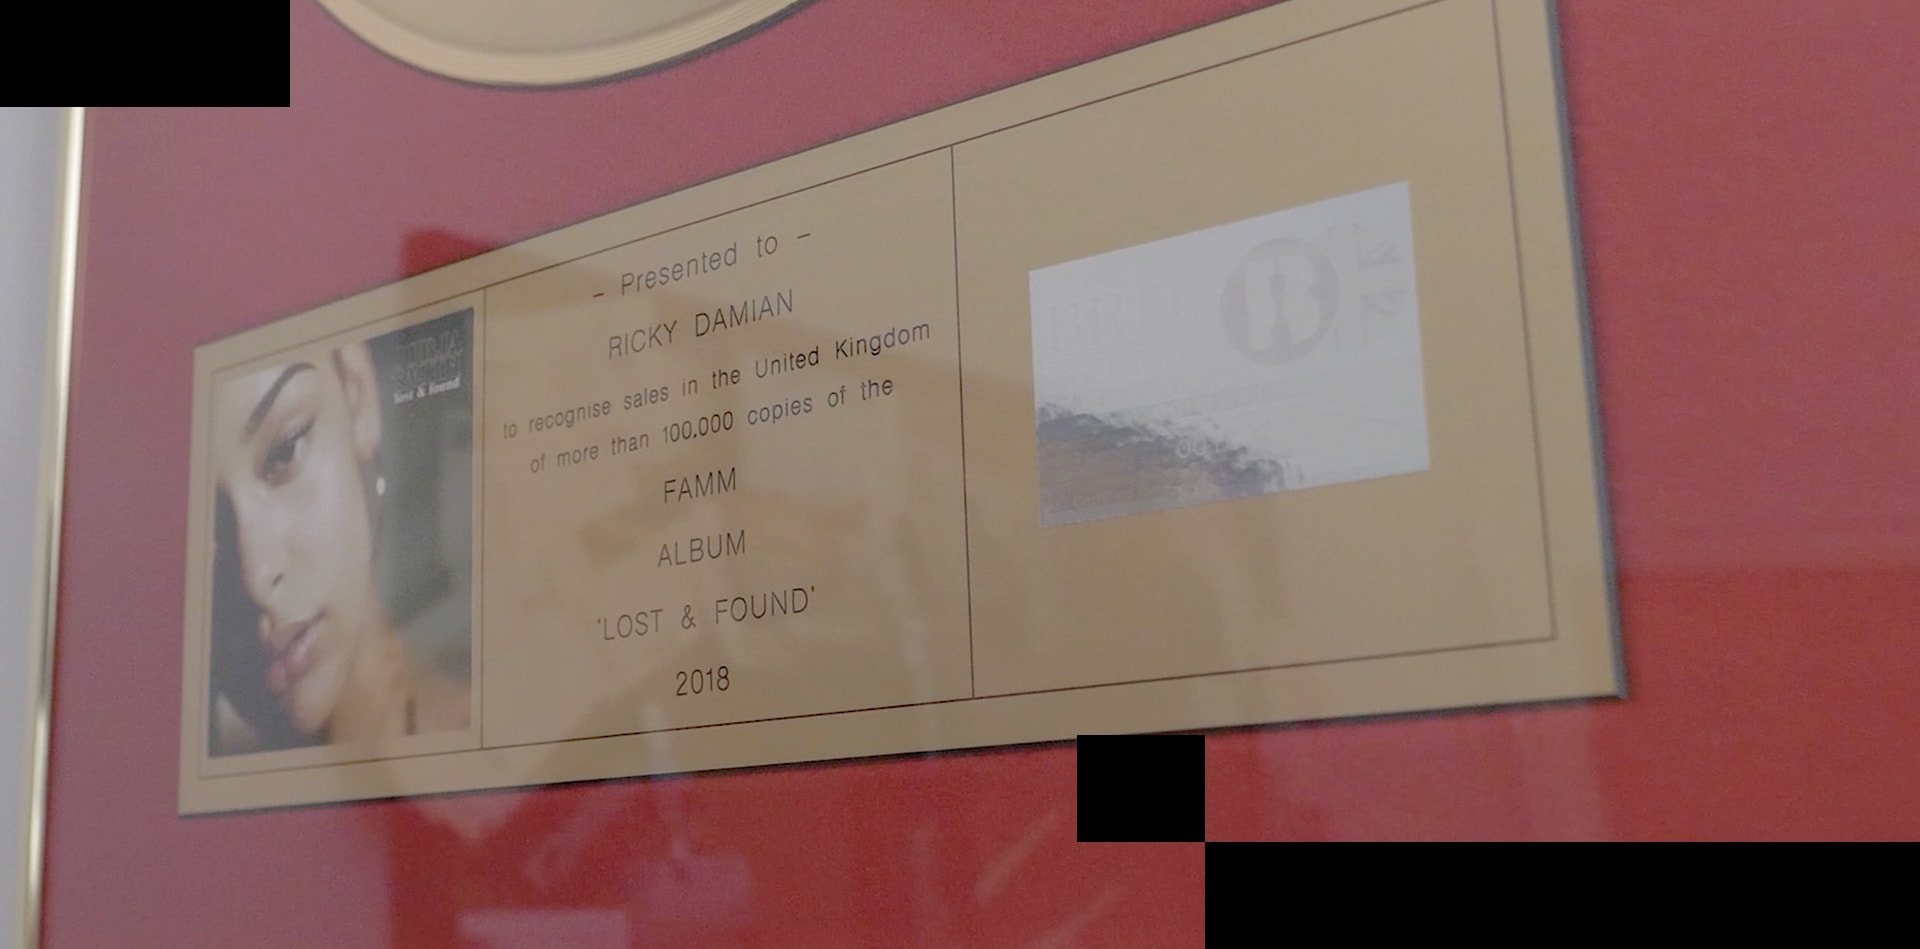 lost & found
– Presented to –
RICKY DAMIAN
to recognise sales in the United Kingdom
of more than 100,000 copies of the
FAMM
ALBUM
'LOST & FOUND'
2018